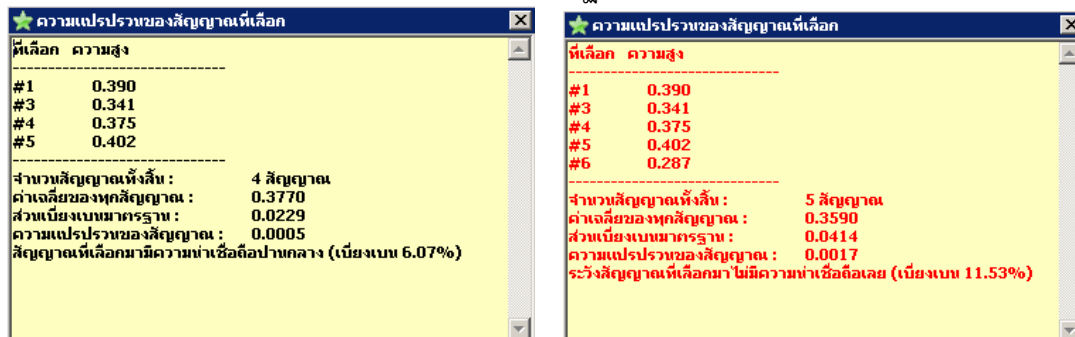 ความแปรปรวนของสัญญาณที่เลือก
ที่เลือก ความสูง
------------------------------
#1 0.390
#3 0.341
#4 0.375
#5 0.402
------------------------------
จำนวนสัญญาณทั้งสิ้น : 4 สัญญาณ
ค่าเฉลี่ยของทุกสัญญาณ : 0.3770
ส่วนเบี่ยงเบนมาตรฐาน : 0.0229
ความแปรปรวนของสัญญาณ : 0.0005
สัญญาณที่เลือกมามีความน่าเชื่อถือปานกลาง (เบี่ยงเบน 6.07%)
ความแปรปรวนของสัญญาณที่เลือก
ที่เลือก ความสูง
------------------------------
#1 0.390
#3 0.341
#4 0.375
#5 0.402
#6 0.287
------------------------------
จำนวนสัญญาณทั้งสิ้น : 5 สัญญาณ
ค่าเฉลี่ยของทุกสัญญาณ : 0.3590
ส่วนเบี่ยงเบนมาตรฐาน : 0.0414
ความแปรปรวนของสัญญาณ : 0.0017
ระวังสัญญาณที่เลือกมาไม่มีความน่าเชื่อถือเลย (เบี่ยงเบน 11.53%)